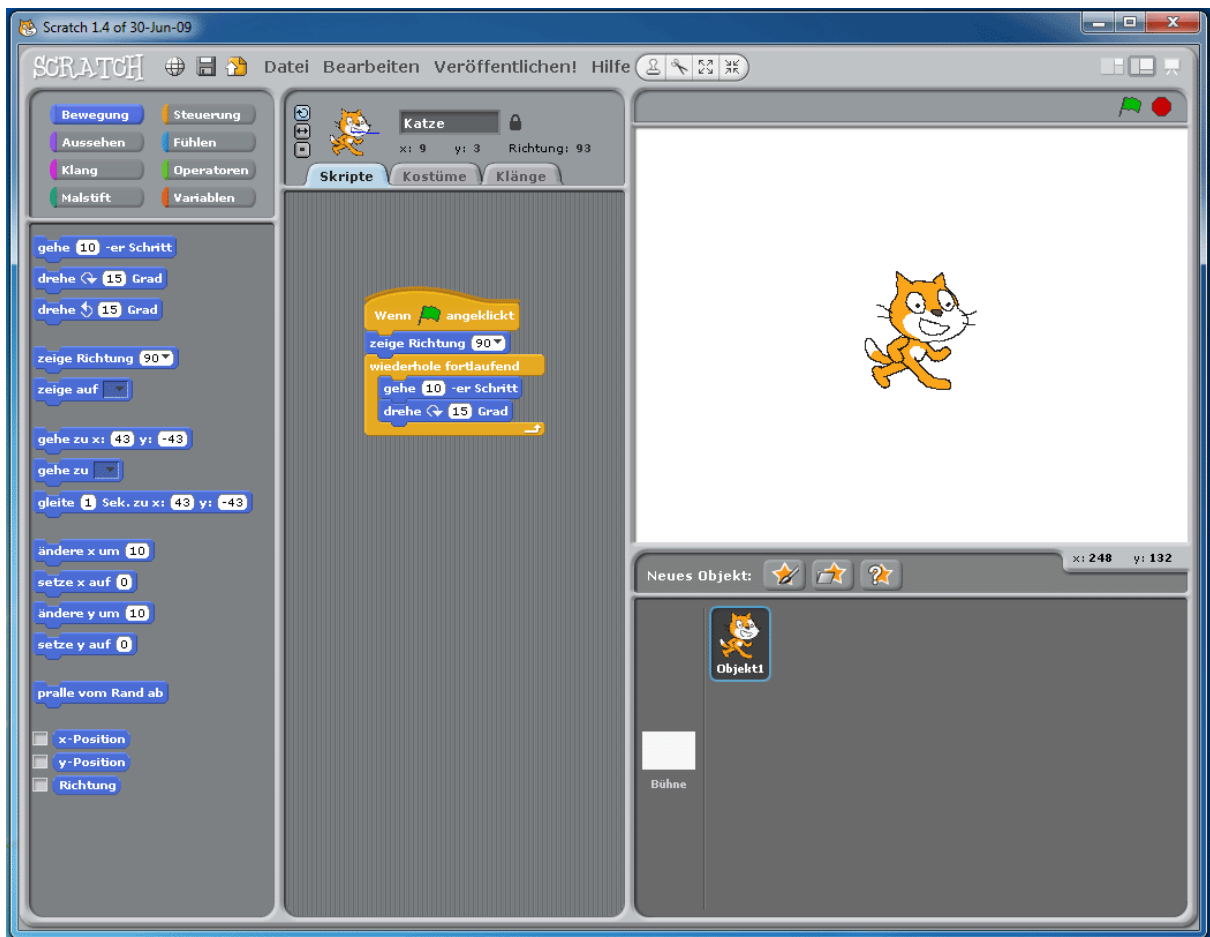 Scratch 1.4 of 30-Jun-09
SCRATCH Datei Bearbeiten Veröffentlichen! Hilfe
Bewegung Steuerung
Aussehen Fühlen
Klang Operatoren
Malstift Variablen
gehe 10 -er Schritt
drehe 15 Grad
drehe 15 Grad
zeige Richtung 90
zeige auf
gehe zu x: 43 y: -43
gehe zu
gleite 1 Sek. zu x: 43 y: -43
ändere x um 10
setze x auf 0
ändere y um 10
setze y auf 0
pralle vom Rand ab
x-Position
y-Position
Richtung
Katze
x: 9 y: 3 Richtung: 93
Skripte Kostüme Klänge
Wenn angeklickt
zeige Richtung 90
wiederhole fortlaufend
gehe 10 -er Schritt
drehe 15 Grad
x: 248 y: 132
Neues Objekt:
Objekt1
Bühne